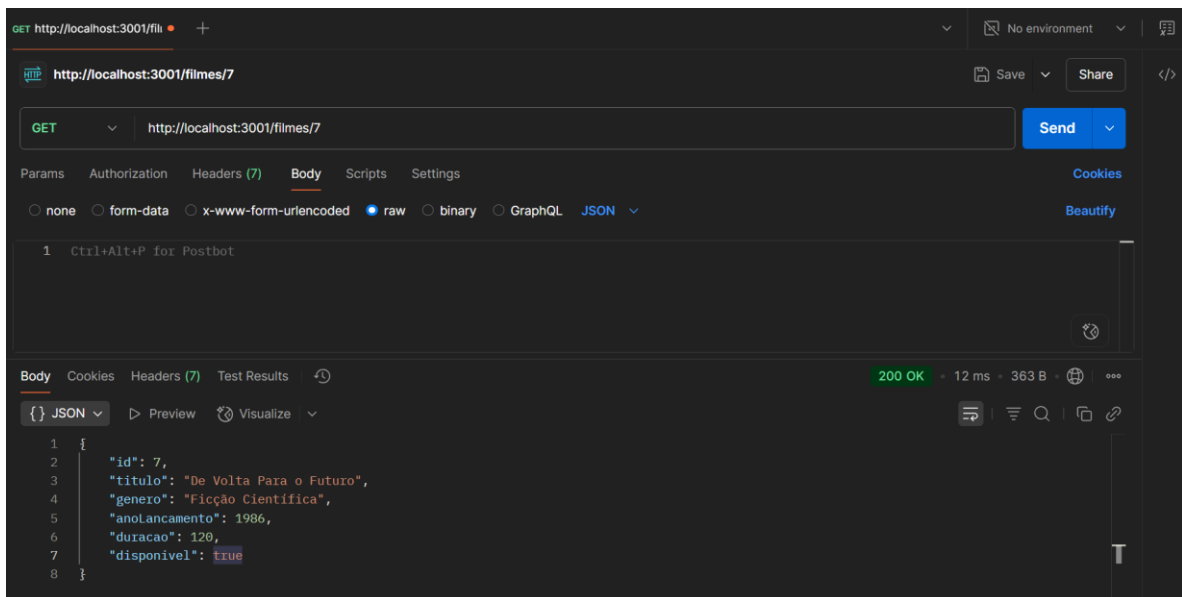 GET http://localhost:3001/fil
No environment
HTTP http://localhost:3001/filmes/7
Save
Share
GET http://localhost:3001/filmes/7
Send
Params Authorization Headers (7) Body Scripts Settings
Cookies
none form-data x-www-form-urlencoded raw binary GraphQL JSON
Beautify
1 Ctrl+Alt+P for Postbot
Body Cookies Headers (7) Test Results
200 OK • 12 ms • 363 B
{} JSON Preview Visualize
1 {
2 "id": 7,
3 "titulo": "De Volta Para o Futuro",
4 "genero": "Ficção Científica",
5 "anoLancamento": 1986,
6 "duracao": 120,
7 "disponivel": true
8 }
T